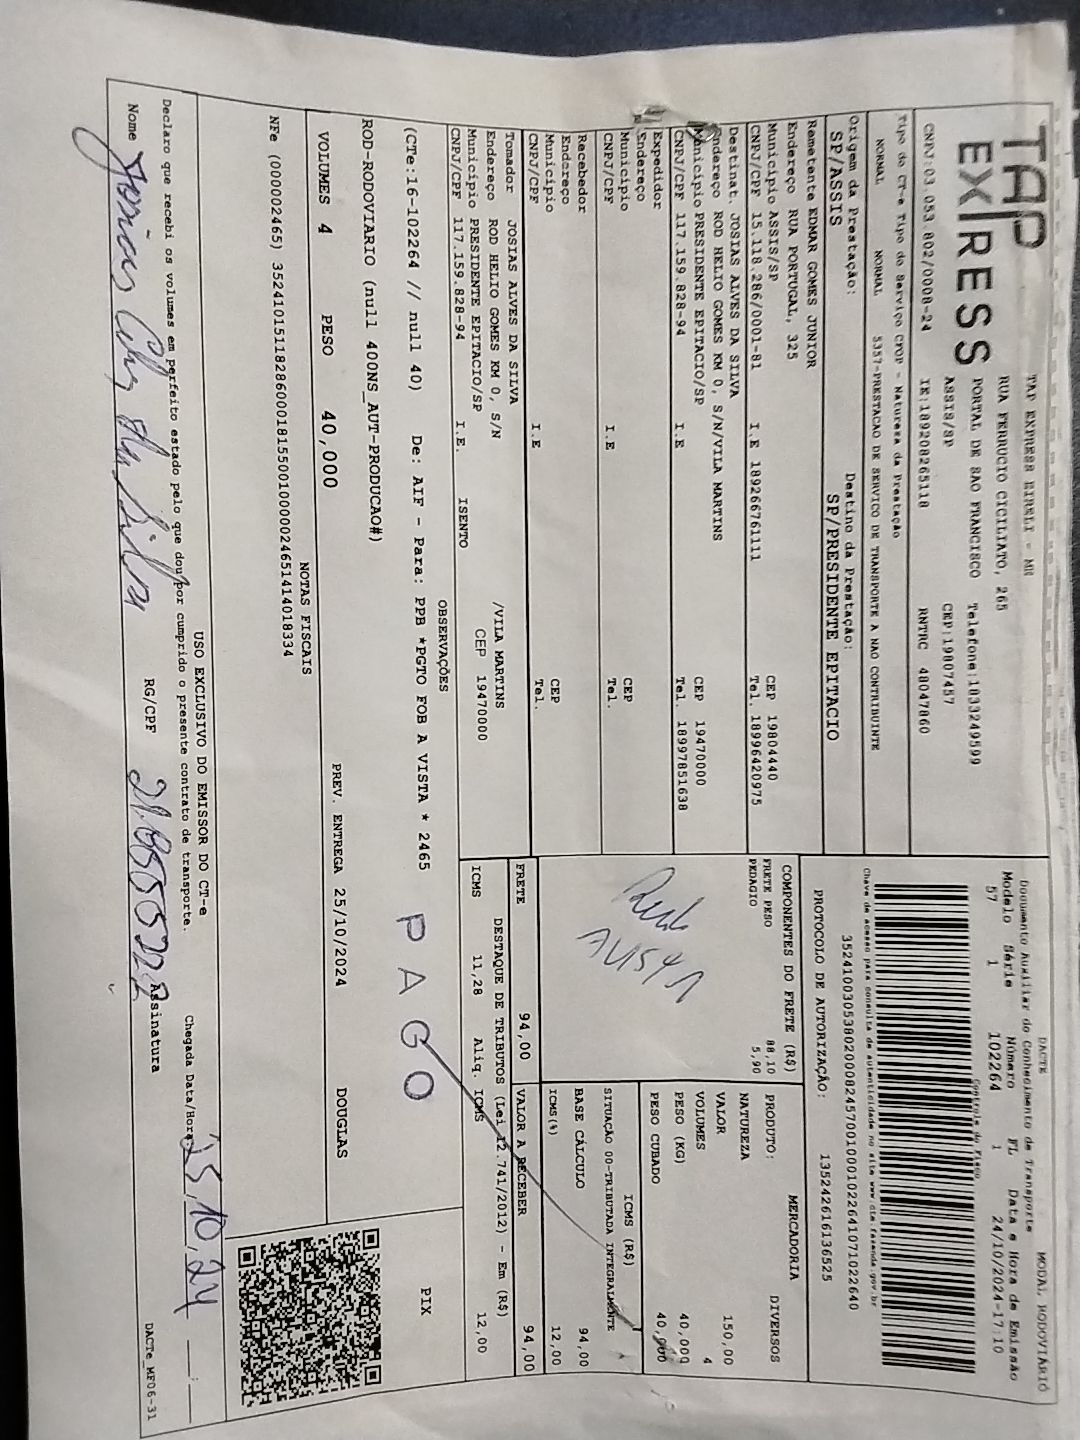 TAP
EXPRESS
TAP EXPRESS EIRELI - ME
RUA FERRUCIO CICILIATO, 265
PORTAL DE SAO FRANCISCO Telefone:1833249599
ASSIS/SP CEP:19807457
CNPJ:03.053.802/0008-24 IE:189208265118 RNTRC 48047860
Tipo do CT-e Tipo do Serviço CFOP - Natureza da Prestação
NORMAL NORMAL 5357-PRESTACAO DE SERVICO DE TRANSPORTE A NAO CONTRIBUINTE
Origem da Prestação: Destino da Prestação:
SP/ASSIS SP/PRESIDENTE EPITACIO
Remetente EDMAR GOMES JUNIOR
Endereço RUA PORTUGAL, 325
Município ASSIS/SP CEP 19804440
CNPJ/CPF 15.118.286/0001-81 I.E 189266761111 Tel. 18996420975
Destinat. JOSIAS ALVES DA SILVA
Endereço ROD HELIO GOMES KM 0, S/N/VILA MARTINS
Município PRESIDENTE EPITACIO/SP CEP 19470000
CNPJ/CPF 117.159.828-94 I.E Tel. 18997851638
Expedidor
Endereço
Município CEP
CNPJ/CPF I.E Tel.
Recebedor
Endereço
Município CEP
CNPJ/CPF I.E Tel.
Tomador JOSIAS ALVES DA SILVA
Endereço ROD HELIO GOMES KM 0, S/N /VILA MARTINS
Município PRESIDENTE EPITACIO/SP CEP 19470000
CNPJ/CPF 117.159.828-94 I.E. ISENTO
DACTE MODAL RODOVIÁRIO
Documento Auxiliar do Conhecimento de Transporte
Modelo Série Número FL Data e Hora de Emissão
57 1 102264 1 24/10/2024-17:10
Controle do Fisco
Chave de acesso para consulta de autenticidade no site www.cte.fazenda.gov.br
35241003053802000824570010001022641071022640
PROTOCOLO DE AUTORIZAÇÃO: 135242616136525
COMPONENTES DO FRETE (R$)
FRETE PESO 88,10
PEDAGIO 5,90
MERCADORIA
PRODUTO: DIVERSOS
NATUREZA
VALOR 150,00
VOLUMES 4
PESO (KG) 40,000
PESO CUBADO 40,000
ICMS (R$)
SITUAÇÃO 00-TRIBUTADA INTEGRALMENTE
BASE CÁLCULO 94,00
ICMS(%) 12,00
FRETE 94,00 VALOR A RECEBER 94,00
DESTAQUE DE TRIBUTOS (Lei 12.741/2012) - Em (R$)
ICMS 11,28 Aliq. ICMS 12,00
OBSERVAÇÕES
(CTe:16-102264 // null 40) De: AIF - Para: PPB *PGTO FOB A VISTA * 2465
ROD-RODOVIARIO (null 400NS_AUT-PRODUCAO#)
PAGO
PIX
VOLUMES 4 PESO 40,000 PREV. ENTREGA 25/10/2024 DOUGLAS
NOTAS FISCAIS
NFe (000002465) 35241015118286000181550010000024651414018334
USO EXCLUSIVO DO EMISSOR DO CT-e
Declaro que recebi os volumes em perfeito estado pelo que dou por cumprido o presente contrato de transporte.
Chegada Data/Hora 25,10,24
Nome Josias Alves da Silva RG/CPF Assinatura
DACTe_MF06-31